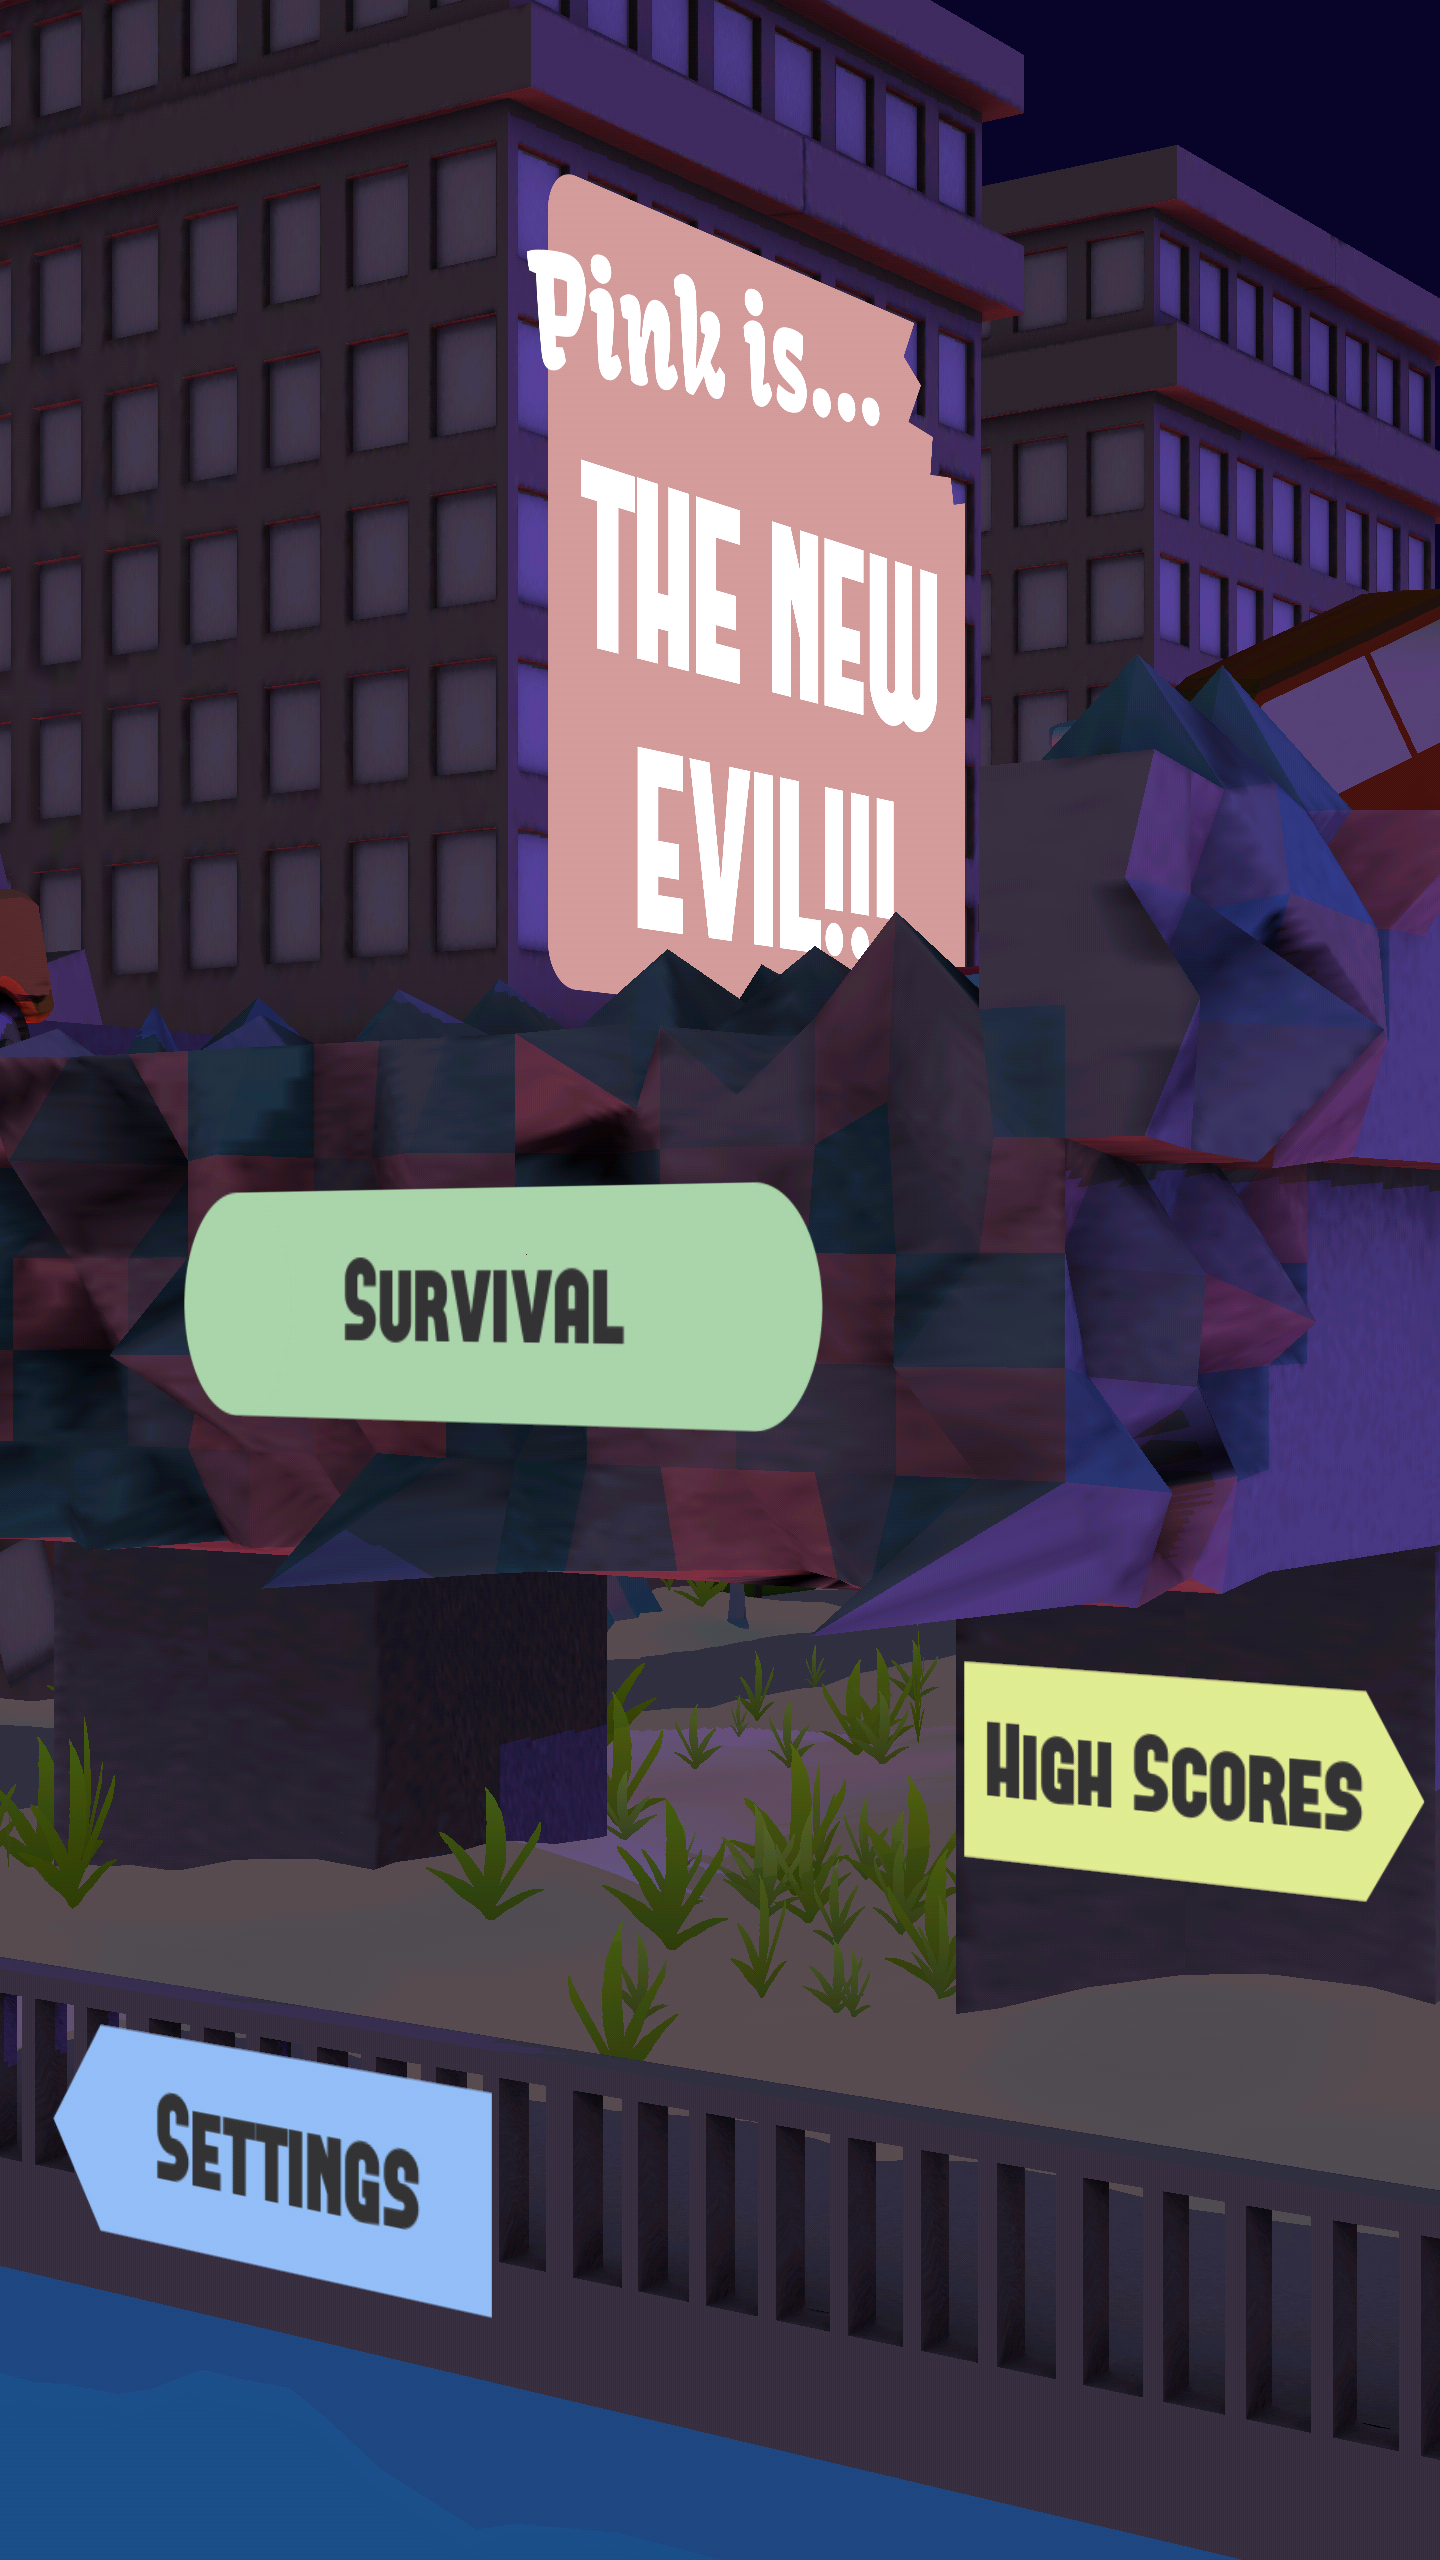 Pink is...
THE NEW
EVIL!!!
SURVIVAL
HIGH SCORES
SETTINGS